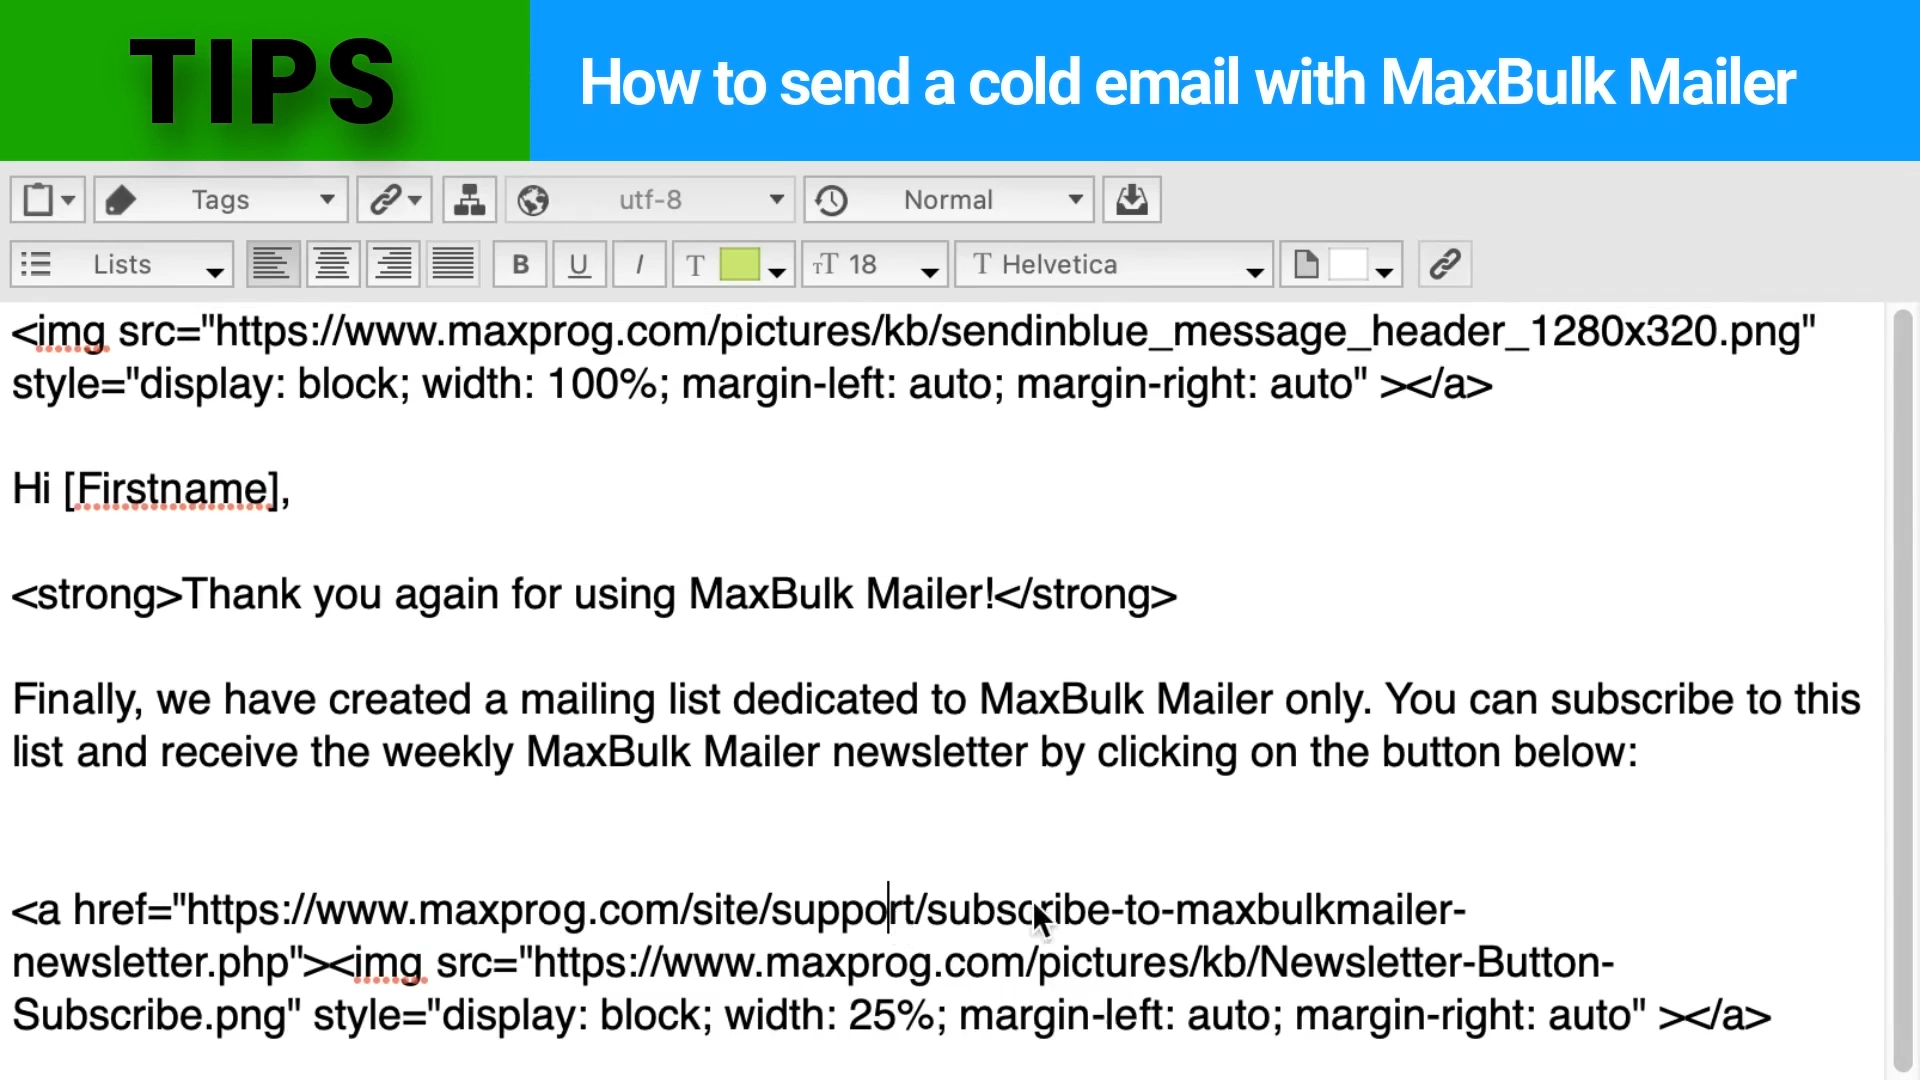 TIPS
How to send a cold email with MaxBulk Mailer
Tags
utf-8
Normal
Lists
B
U
I
T
TT 18
T Helvetica
<img src="https://www.maxprog.com/pictures/kb/sendinblue_message_header_1280x320.png"
style="display: block; width: 100%; margin-left: auto; margin-right: auto" ></a>
Hi [Firstname],
<strong>Thank you again for using MaxBulk Mailer!</strong>
Finally, we have created a mailing list dedicated to MaxBulk Mailer only. You can subscribe to this
list and receive the weekly MaxBulk Mailer newsletter by clicking on the button below:
<a href="https://www.maxprog.com/site/support/subscribe-to-maxbulkmailer-
newsletter.php"><img src="https://www.maxprog.com/pictures/kb/Newsletter-Button-
Subscribe.png" style="display: block; width: 25%; margin-left: auto; margin-right: auto" ></a>